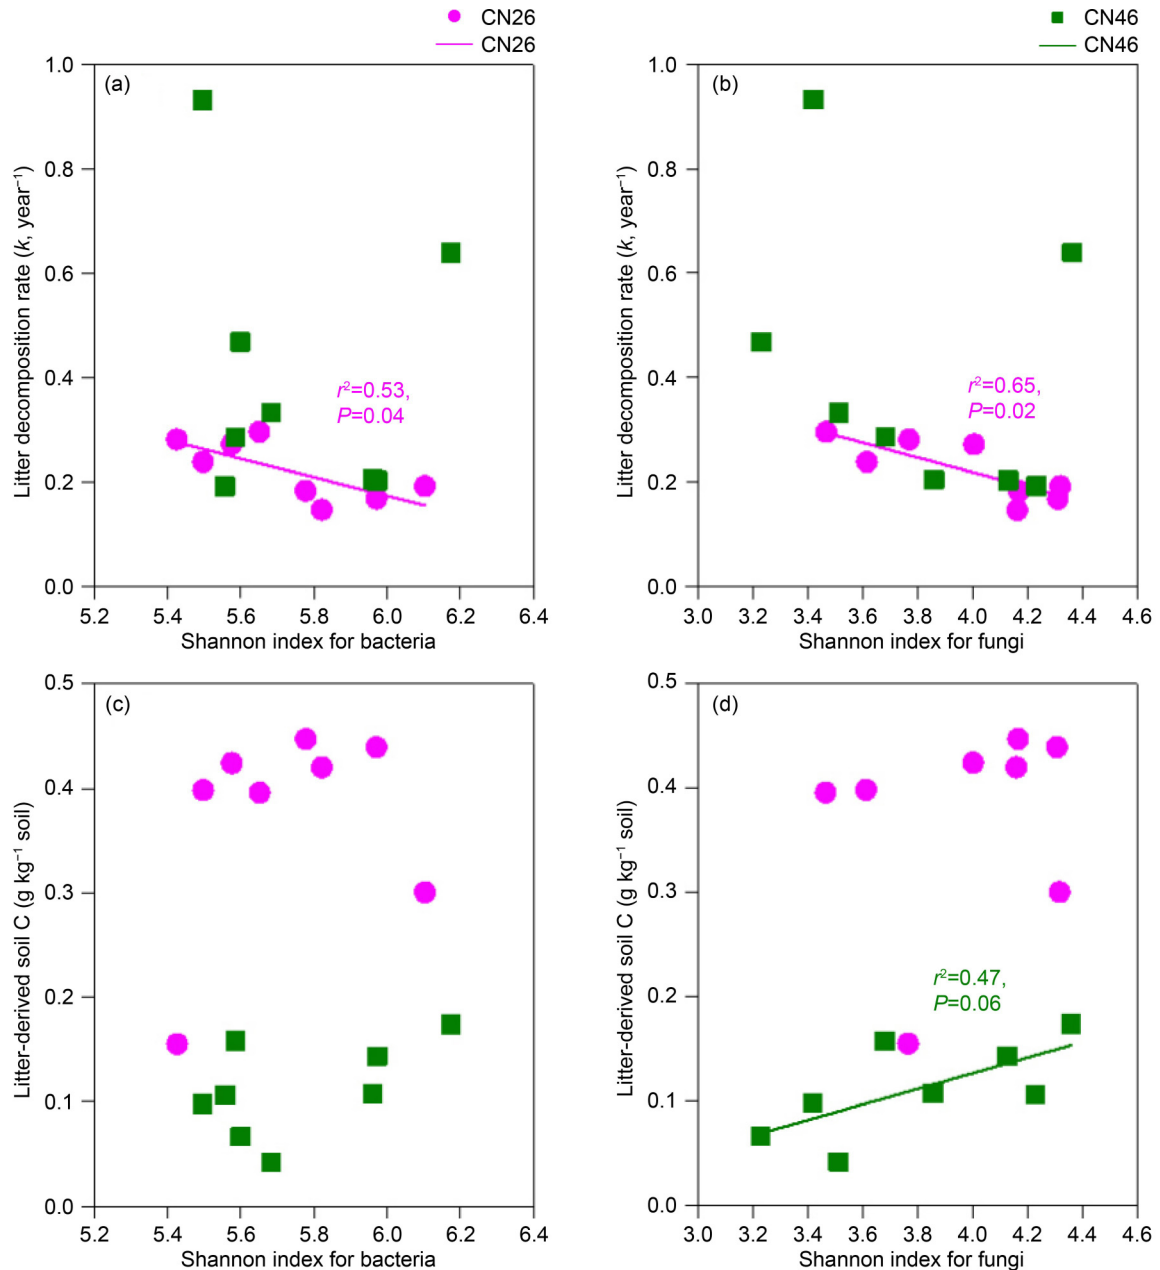 CN26
CN26
CN46
CN46
(a)
1.0
0.8
0.6
0.4
0.2
0.0
Litter decomposition rate (k, year⁻¹)
r²=0.53,
P=0.04
5.2 5.4 5.6 5.8 6.0 6.2 6.4
Shannon index for bacteria
(b)
1.0
0.8
0.6
0.4
0.2
0.0
Litter decomposition rate (k, year⁻¹)
r²=0.65,
P=0.02
3.0 3.2 3.4 3.6 3.8 4.0 4.2 4.4 4.6
Shannon index for fungi
(c)
0.5
0.4
0.3
0.2
0.1
0.0
Litter-derived soil C (g kg⁻¹ soil)
5.2 5.4 5.6 5.8 6.0 6.2 6.4
Shannon index for bacteria
(d)
0.5
0.4
0.3
0.2
0.1
0.0
Litter-derived soil C (g kg⁻¹ soil)
r²=0.47,
P=0.06
3.0 3.2 3.4 3.6 3.8 4.0 4.2 4.4 4.6
Shannon index for fungi